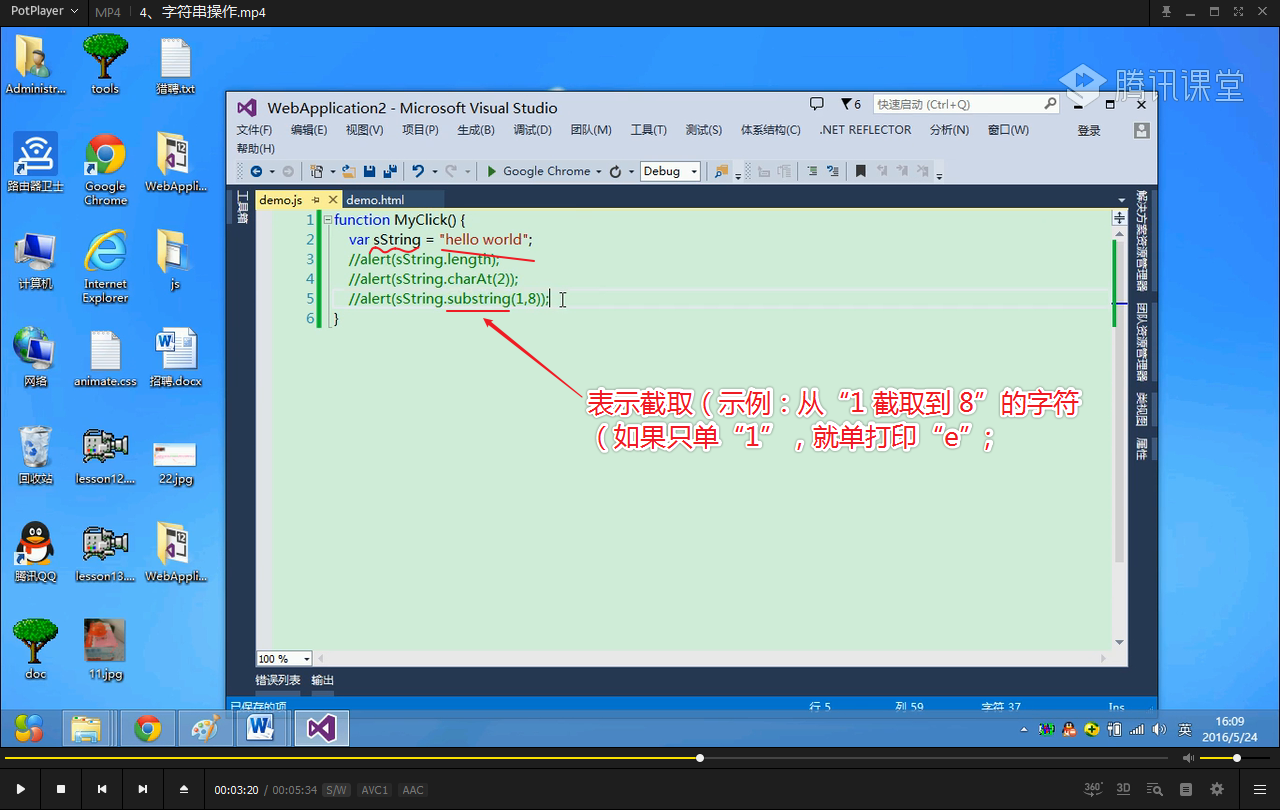 PotPlayer
MP4
4、字符串操作.mp4
腾讯课堂
Administr...
tools
猎聘.txt
路由器卫士
Google Chrome
WebAppli...
计算机
Internet Explorer
js
网络
animate.css
招聘.docx
回收站
lesson12....
22.jpg
腾讯QQ
lesson13....
WebAppli...
doc
11.jpg
WebApplication2 - Microsoft Visual Studio
6
快速启动 (Ctrl+Q)
文件(F) 编辑(E) 视图(V) 项目(P) 生成(B) 调试(D) 团队(M) 工具(T) 测试(S) 体系结构(C) .NET REFLECTOR 分析(N) 窗口(W) 登录
帮助(H)
Google Chrome
Debug
工具箱
demo.js
demo.html
1 function MyClick() {
2 var sString = "hello world";
3 //alert(sString.length);
4 //alert(sString.charAt(2));
5 //alert(sString.substring(1,8));
6 }
表示截取（示例：从“1 截取到 8”的字符
（如果只单“1”，就单打印“e”；
解决方案资源管理器
团队资源管理器
类视图
属性
100 %
错误列表 输出
已保存的项
行 5
列 59
字符 37
Ins
英
16:09
2016/5/24
00:03:20 / 00:05:34 S/W AVC1 AAC
360°
3D